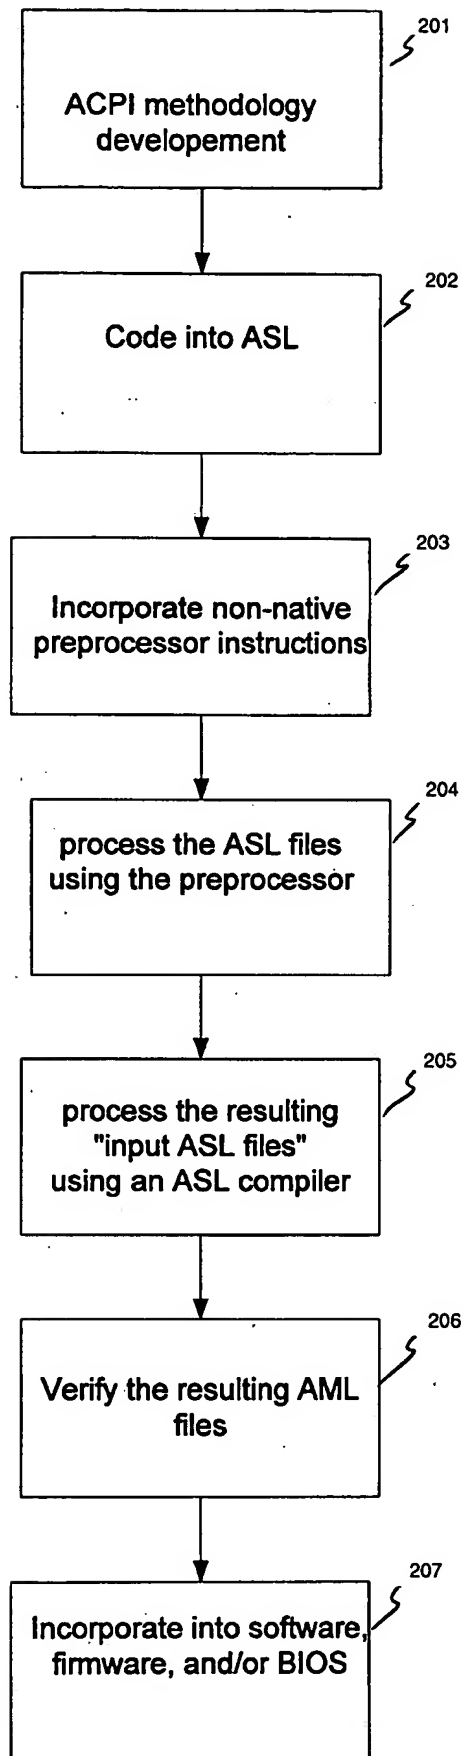 201
ACPI methodology
developement
202
Code into ASL
203
Incorporate non-native
preprocessor instructions
204
process the ASL files
using the preprocessor
205
process the resulting
"input ASL files"
using an ASL compiler
206
Verify the resulting AML
files
207
Incorporate into software,
firmware, and/or BIOS